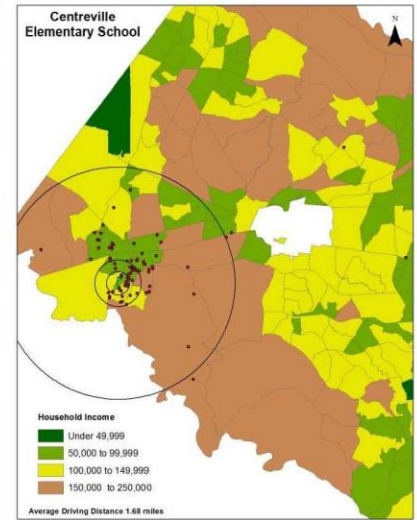 Centreville
Elementary School
N
Household Income
Under 49,999
50,000 to 99,999
100,000 to 149,999
150,000 to 250,000
Average Driving Distance 1.68 miles